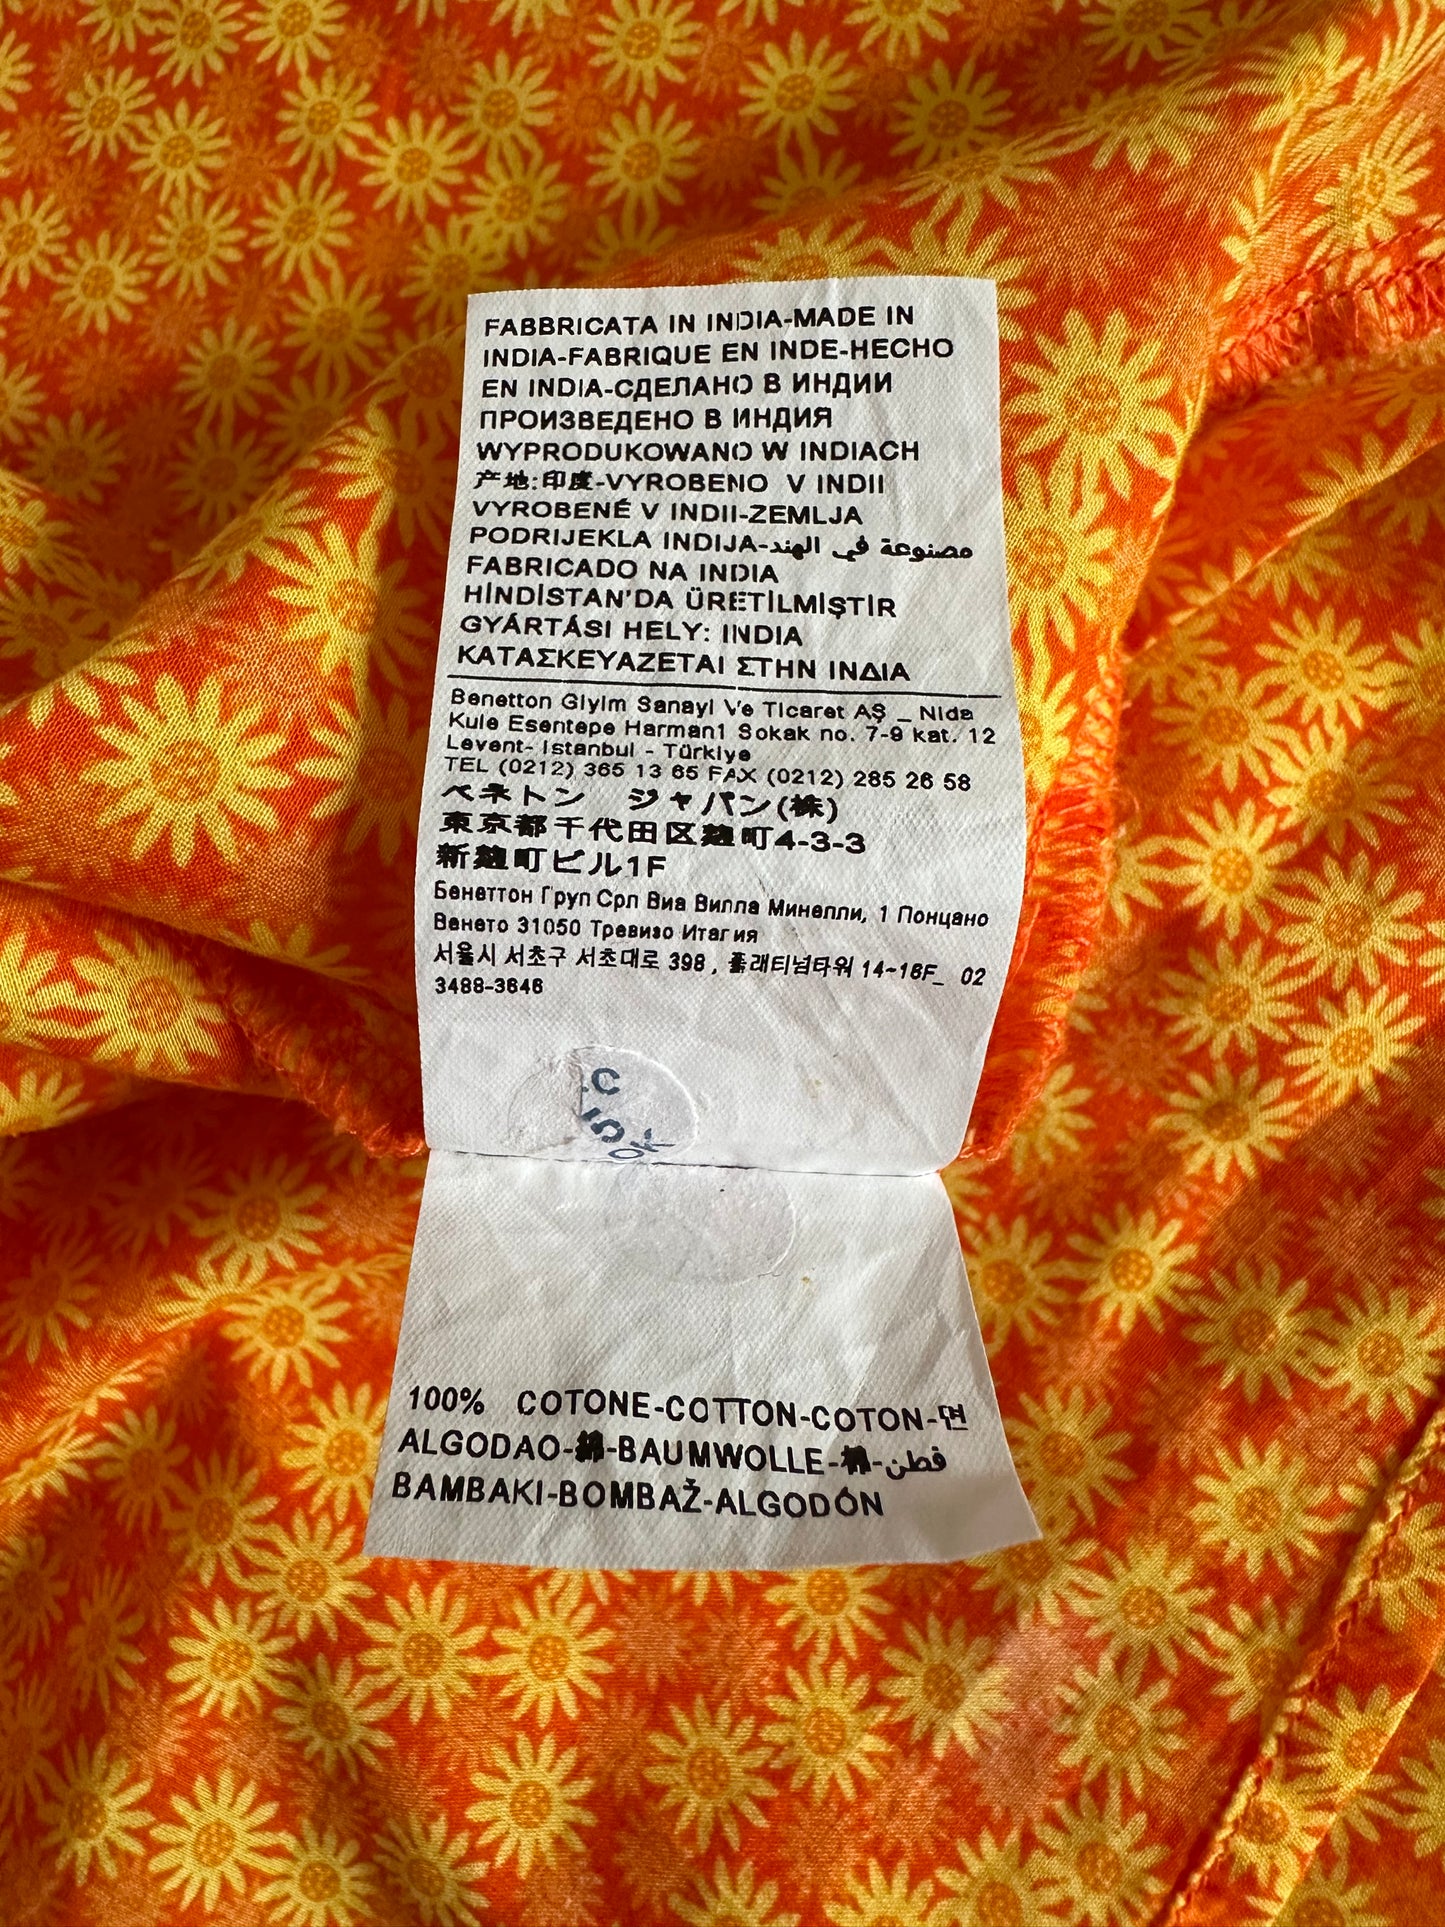 FABBRICATA IN INDIA-MADE IN
INDIA-FABRIQUE EN INDE-HECHO
EN INDIA-СДЕЛАНО В ИНДИИ
ПРОИЗВЕДЕНО В ИНДИЯ
WYPRODUKOWANO W INDIACH
产地:印度-VYROBENO V INDII
VYROBENÉ V INDII-ZEMLJA
PODRIJEKLA INDIJA-مصنوعة في الهند
FABRICADO NA INDIA
HİNDİSTAN'DA ÜRETİLMİŞTİR
GYÁRTÁSI HELY: INDIA
ΚΑΤΑΣΚΕΥΑΖΕΤΑΙ ΣΤΗΝ ΙΝΔΙΑ
Benetton Giyim Sanayi Ve Ticaret AŞ _ Nida
Kule Esentepe Harman1 Sokak no. 7-9 kat. 12
Levent- Istanbul - Türkiye
TEL (0212) 365 13 65 FAX (0212) 285 26 58
ベネトン ジャパン(株)
東京都千代田区麹町4-3-3
新麹町ビル1F
Бенеттон Груп Срл Виа Вилла Минелли, 1 Понцано
Венето 31050 Тревизо Италия
서울시 서초구 서초대로 398, 플래티넘타워 14~16F_ 02
3488-3646
.C
15
OK
100% COTONE-COTTON-COTON-면
ALGODAO-綿-BAUMWOLLE-棉-قطن
BAMBAKI-BOMBAŽ-ALGODÓN